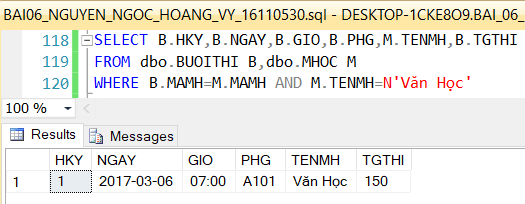 BAI06_NGUYEN_NGOC_HOANG_VY_16110530.sql - DESKTOP-1CKE8O9.BAI_06_
118 SELECT B.HKY,B.NGAY,B.GIO,B.PHG,M.TENMH,B.TGTHI
119 FROM dbo.BUOITHI B,dbo.MHOC M
120 WHERE B.MAMH=M.MAMH AND M.TENMH=N'Văn Học'
100 %
Results Messages
HKY NGAY GIO PHG TENMH TGTHI
1 1 2017-03-06 07:00 A101 Văn Học 150